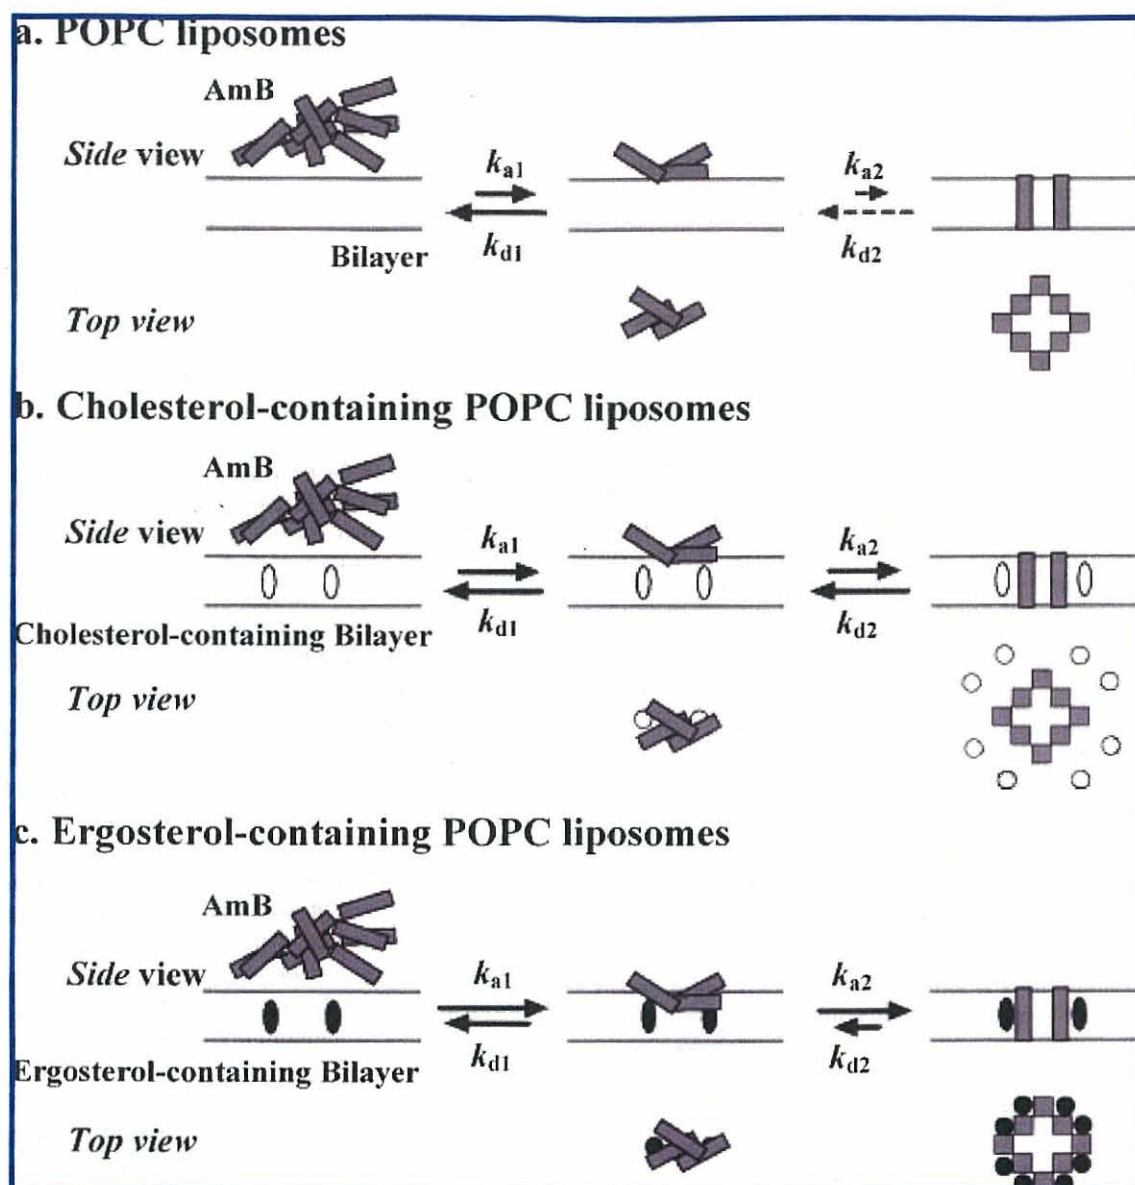 a. POPC liposomes
AmB
Side view
ka1
kd1
ka2
kd2
Bilayer
Top view
b. Cholesterol-containing POPC liposomes
AmB
Side view
ka1
kd1
ka2
kd2
Cholesterol-containing Bilayer
Top view
c. Ergosterol-containing POPC liposomes
AmB
Side view
ka1
kd1
ka2
kd2
Ergosterol-containing Bilayer
Top view